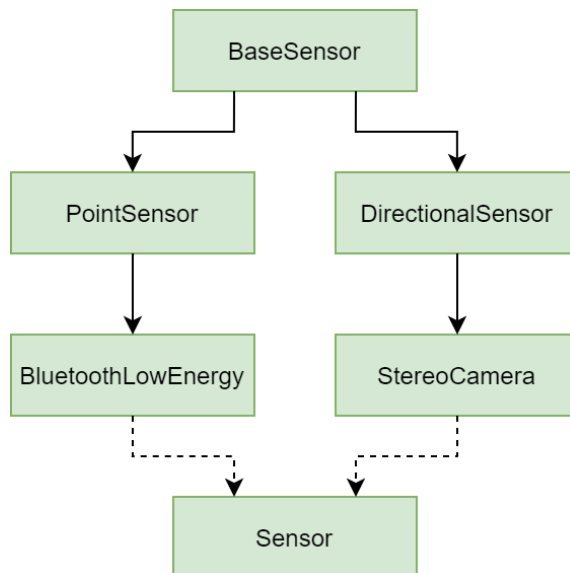 BaseSensor
PointSensor
DirectionalSensor
BluetoothLowEnergy
StereoCamera
Sensor